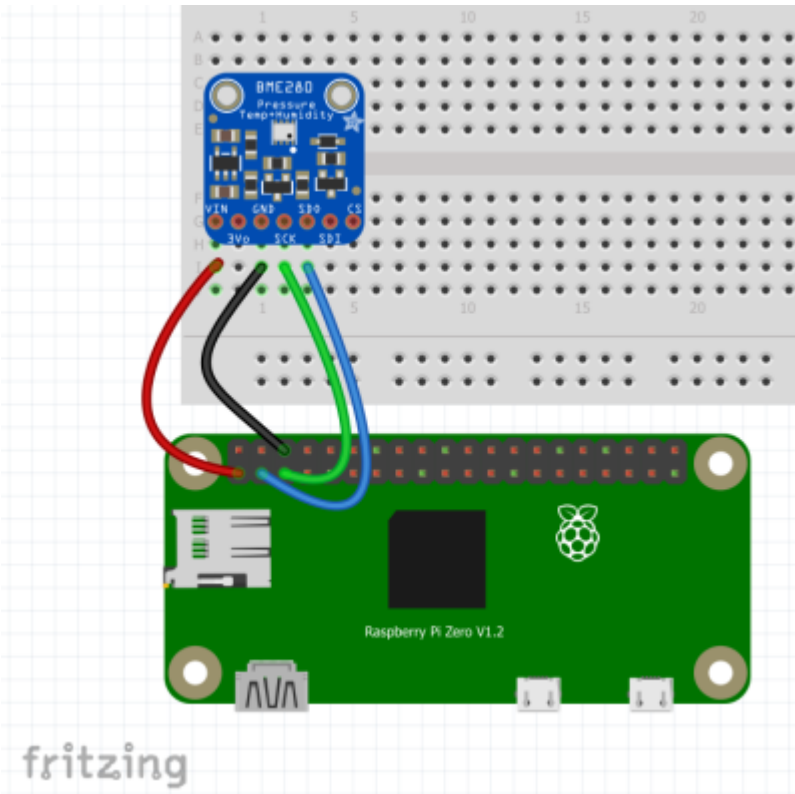 1 5 10 15 20
A
B
C
D
E
BME280
Pressure
Temp+Humidity
VIN GND SDO CS
3Vo SCK SDI
F
G
H
I
J
1 5 10 15 20
Raspberry Pi Zero V1.2
fritzing